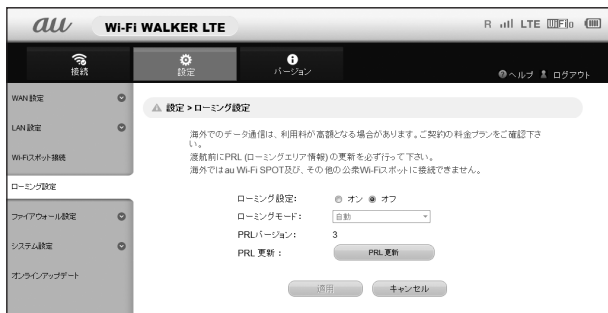 au Wi-Fi WALKER LTE
R LTE
接続 設定 バージョン
ヘルプ ログアウト
WAN 設定
LAN 設定
Wi-Fiスポット接続
ローミング設定
ファイアウォール設定
システム設定
オンラインアップデート
設定 > ローミング設定
海外でのデータ通信は、利用料が高額となる場合があります。ご契約の料金プランをご確認下さ
い。
渡航前にPRL (ローミングエリア情報) の更新を必ず行って下さい。
海外ではau Wi-Fi SPOT及び、その他の公衆Wi-Fiスポットに接続できません。
ローミング設定: オン オフ
ローミングモード: 自動
PRLバージョン: 3
PRL 更新 : PRL 更新
適用 キャンセル